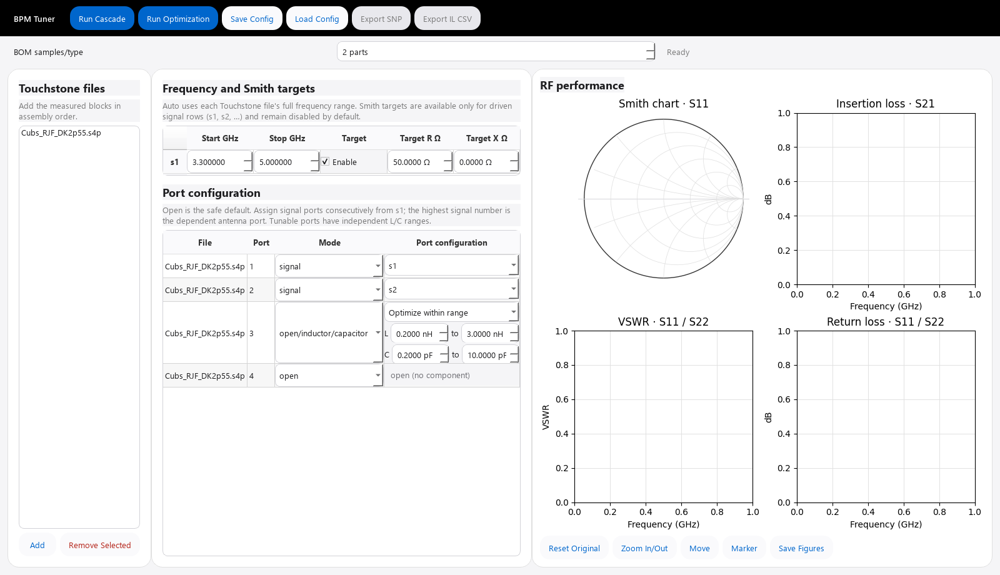 BPM Tuner
Run Cascade
Run Optimization
Save Config
Load Config
Export SNP
Export IL CSV
BOM samples/type
2 parts
Ready
Touchstone files
Add the measured blocks in
assembly order.
Cubs_RJF_DK2p55.s4p
Add
Remove Selected
Frequency and Smith targets
Auto uses each Touchstone file's full frequency range. Smith targets are available only for driven
signal rows (s1, s2, ...) and remain disabled by default.
Start GHz Stop GHz Target Target R Ω Target X Ω
s1 3.300000 5.000000 Enable 50.0000 Ω 0.0000 Ω
Port configuration
Open is the safe default. Assign signal ports consecutively from s1; the highest signal number is
the dependent antenna port. Tunable ports have independent L/C ranges.
File Port Mode Port configuration
Cubs_RJF_DK2p55.s4p 1 signal s1
Cubs_RJF_DK2p55.s4p 2 signal s2
Cubs_RJF_DK2p55.s4p 3 open/inductor/capacitor Optimize within range
L 0.2000 nH to 3.0000 nH
C 0.2000 pF to 10.0000 pF
Cubs_RJF_DK2p55.s4p 4 open open (no component)
RF performance
Smith chart · S11
Insertion loss · S21
1.0
0.8
0.6
0.4
0.2
0.0
dB
0.0 0.2 0.4 0.6 0.8 1.0
Frequency (GHz)
VSWR · S11 / S22
1.0
0.8
0.6
0.4
0.2
0.0
VSWR
0.0 0.2 0.4 0.6 0.8 1.0
Frequency (GHz)
Return loss · S11 / S22
1.0
0.8
0.6
0.4
0.2
0.0
dB
0.0 0.2 0.4 0.6 0.8 1.0
Frequency (GHz)
Reset Original
Zoom In/Out
Move
Marker
Save Figures